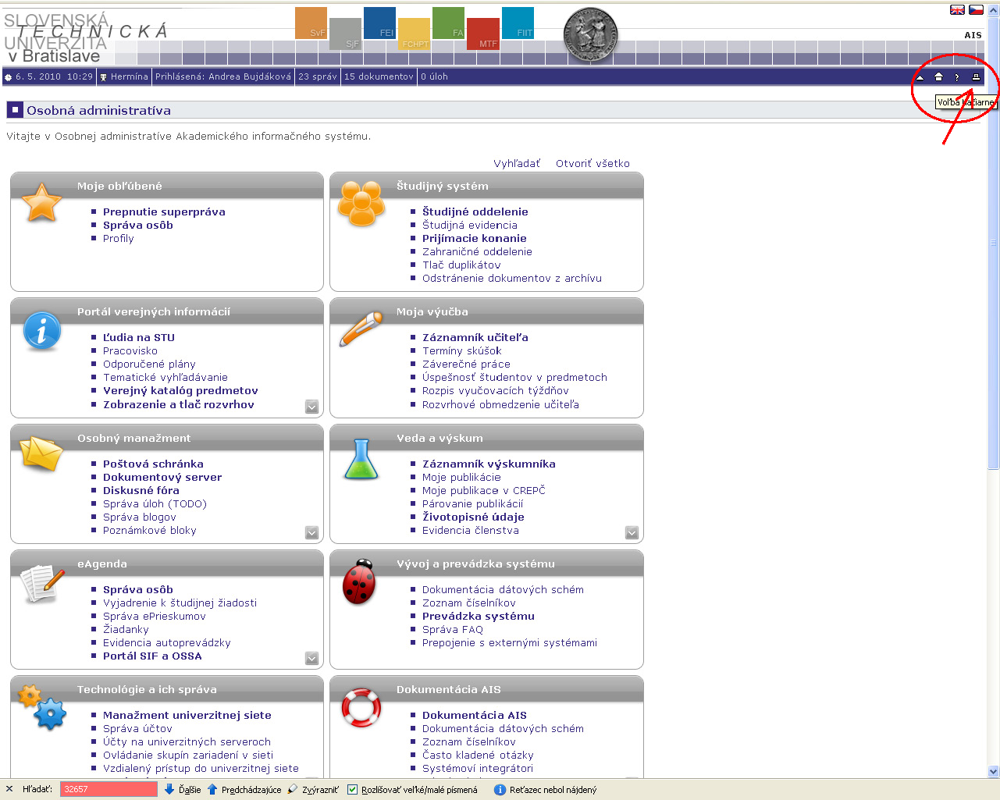 SLOVENSKÁ
TECHNICKÁ
UNIVERZITA
v Bratislave
SvF
SjF
FEI
FCHPT
FA
MTF
FIIT
AIS
6. 5. 2010 10:29 Hermína Prihlásená: Andrea Bujdáková 23 správ 15 dokumentov 0 úloh
?
Voľba tlačiarne
Osobná administratíva
Vitajte v Osobnej administratíve Akademického informačného systému.
Vyhľadať Otvoriť všetko
Moje obľúbené
Prepnutie superpráva
Správa osôb
Profily
Študijný systém
Študijné oddelenie
Študijná evidencia
Prijímacie konanie
Zahraničné oddelenie
Tlač duplikátov
Odstránenie dokumentov z archívu
Portál verejných informácií
Ľudia na STU
Pracovisko
Odporučené plány
Tematické vyhľadávanie
Verejný katalóg predmetov
Zobrazenie a tlač rozvrhov
Moja výučba
Záznamník učiteľa
Termíny skúšok
Záverečné práce
Úspešnosť študentov v predmetoch
Rozpis vyučovacích týždňov
Rozvrhové obmedzenie učiteľa
Osobný manažment
Poštová schránka
Dokumentový server
Diskusné fóra
Správa úloh (TODO)
Správa blogov
Poznámkové bloky
Veda a výskum
Záznamník výskumníka
Moje publikácie
Moje publikace v CREPČ
Párovanie publikácií
Životopisné údaje
Evidencia členstva
eAgenda
Správa osôb
Vyjadrenie k študijnej žiadosti
Správa ePrieskumov
Žiadanky
Evidencia autoprevádzky
Portál SIF a OSSA
Vývoj a prevádzka systému
Dokumentácia dátových schém
Zoznam číselníkov
Prevádzka systému
Správa FAQ
Prepojenie s externými systémami
Technológie a ich správa
Manažment univerzitnej siete
Správa účtov
Účty na univerzitných serveroch
Ovládanie skupín zariadení v sieti
Vzdialený prístup do univerzitnej siete
Dokumentácia AIS
Dokumentácia AIS
Dokumentácia dátových schém
Zoznam číselníkov
Často kladené otázky
Systémoví integrátori
Hľadať: 32657 Ďalšie Predchádzajúce Zvýrazniť Rozlišovať veľké/malé písmená Reťazec nebol nájdený